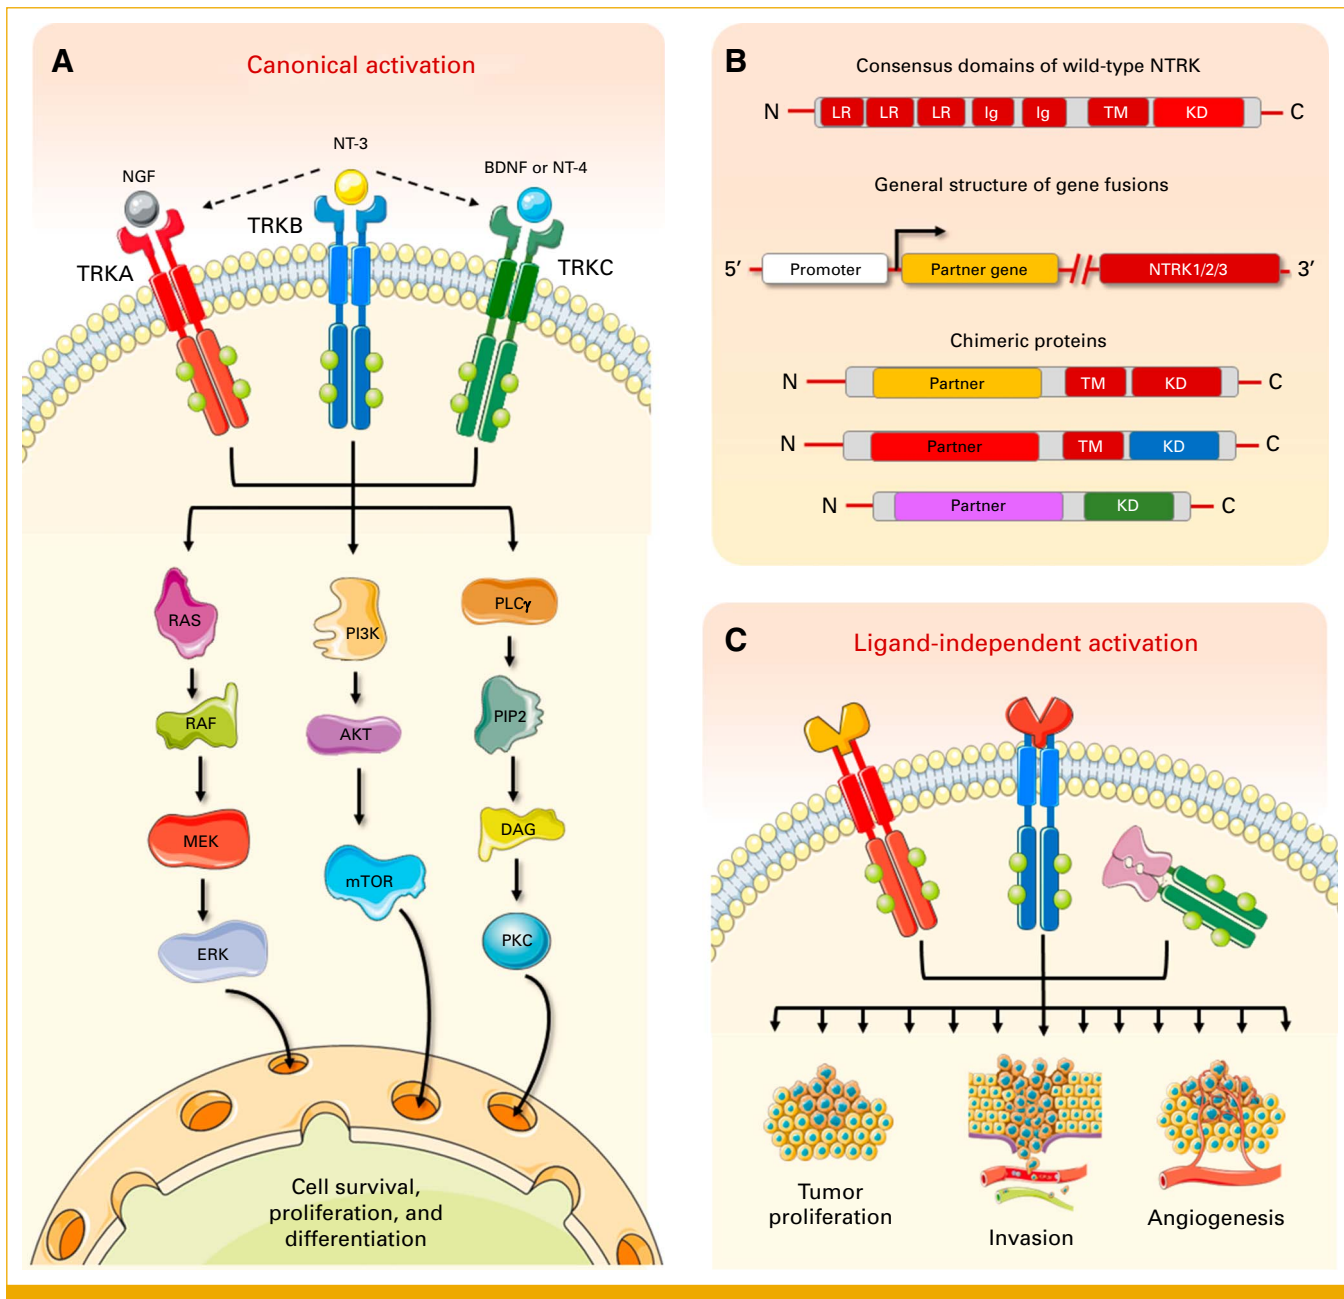 A
Canonical activation
NT-3
NGF
BDNF or NT-4
TRKB
TRKA
TRKC
RAS
PI3K
PLCγ
RAF
AKT
PIP2
MEK
mTOR
DAG
ERK
PKC
Cell survival,
proliferation, and
differentiation
B
Consensus domains of wild-type NTRK
N LR LR LR Ig Ig TM KD C
General structure of gene fusions
5′ Promoter Partner gene NTRK1/2/3 3′
Chimeric proteins
N Partner TM KD C
N Partner TM KD C
N Partner KD C
C
Ligand-independent activation
Tumor
proliferation
Invasion
Angiogenesis